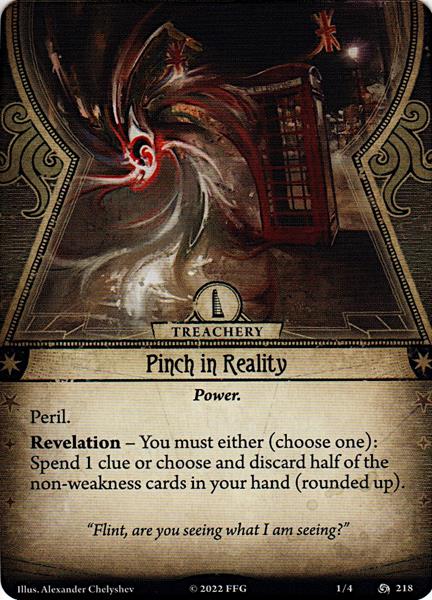 TREACHERY
Pinch in Reality
Power.
Peril.
Revelation – You must either (choose one):
Spend 1 clue or choose and discard half of the
non-weakness cards in your hand (rounded up).
“Flint, are you seeing what I am seeing?”
Illus. Alexander Chelyshev © 2022 FFG 1/4 218